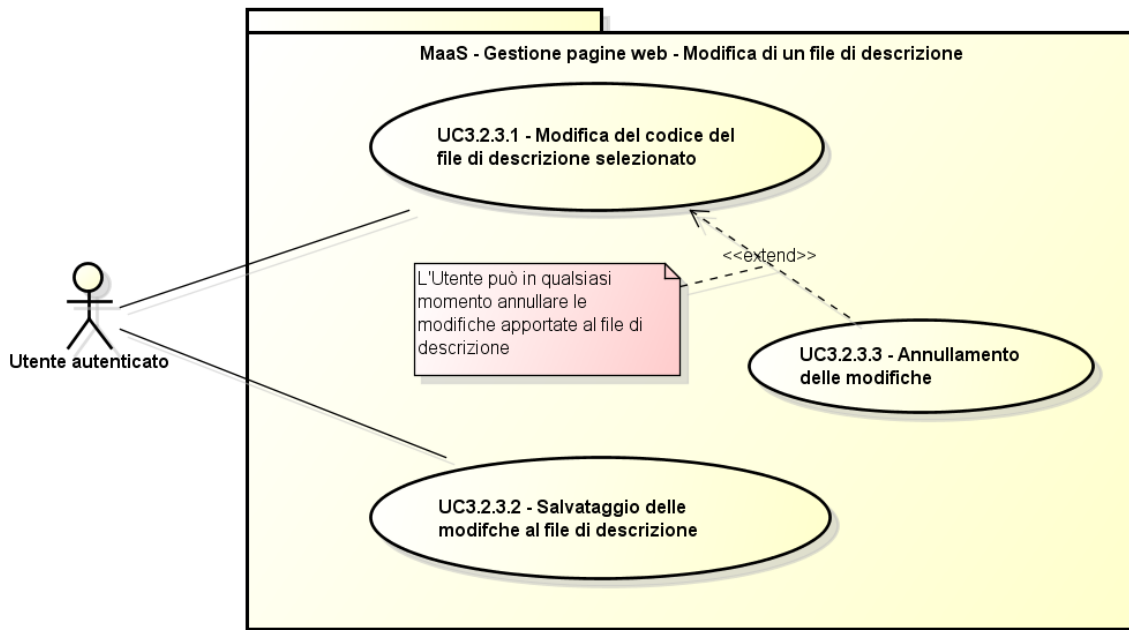 MaaS - Gestione pagine web - Modifica di un file di descrizione
UC3.2.3.1 - Modifica del codice del
file di descrizione selezionato
<<extend>>
L'Utente può in qualsiasi
momento annullare le
modifiche apportate al file di
descrizione
Utente autenticato
UC3.2.3.3 - Annullamento
delle modifiche
UC3.2.3.2 - Salvataggio delle
modifche al file di descrizione